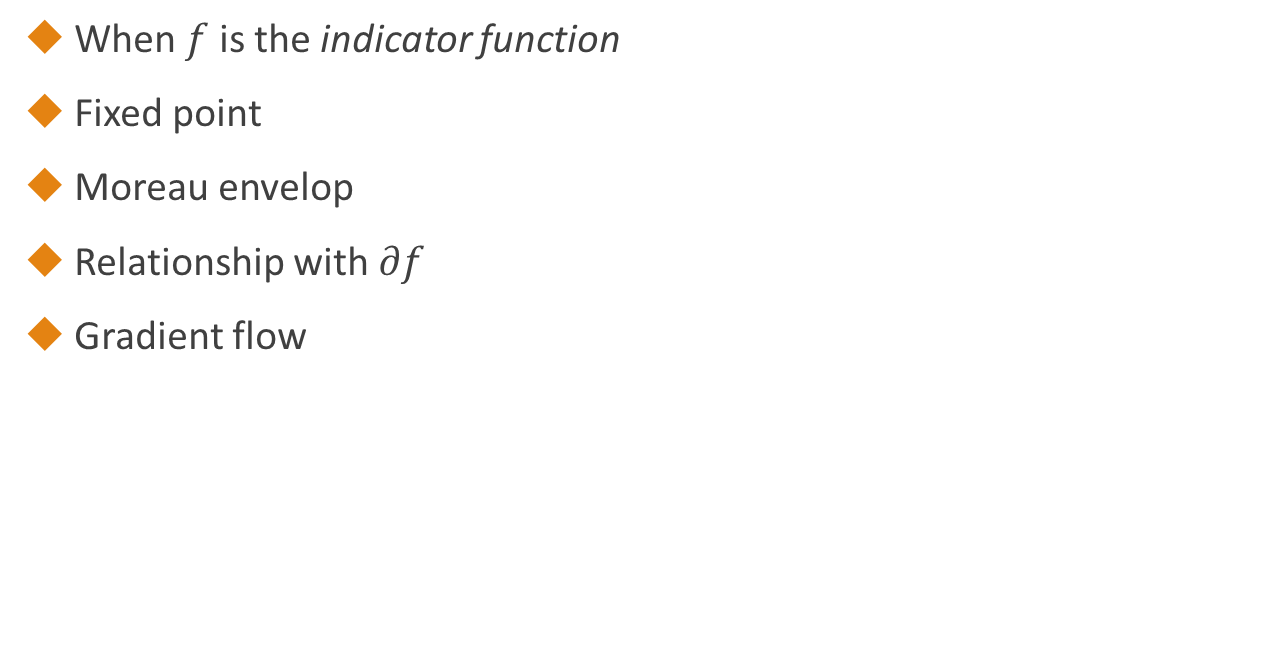 When f is the indicator function
Fixed point
Moreau envelop
Relationship with ∂f
Gradient flow